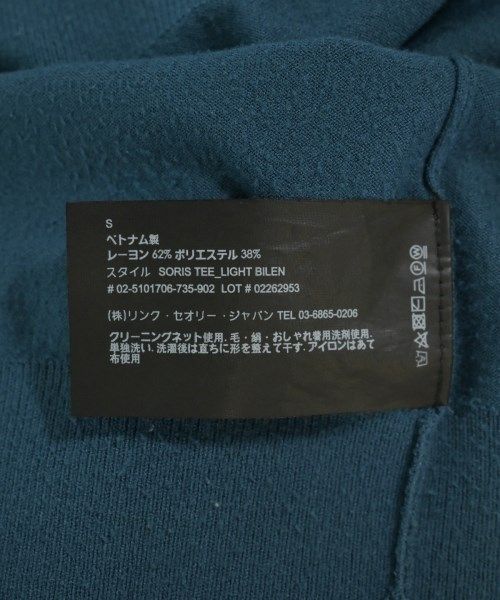 S
ベトナム製
レーヨン 62% ポリエステル 38%
スタイル SORIS TEE_LIGHT BILEN
# 02-5101706-735-902 LOT # 02262953
(株)リンク・セオリー・ジャパン TEL 03-6865-0206
クリーニングネット使用. 毛・絹・おしゃれ着用洗剤使用.
単独洗い. 洗濯後は直ちに形を整えて干す. アイロンはあて
布使用